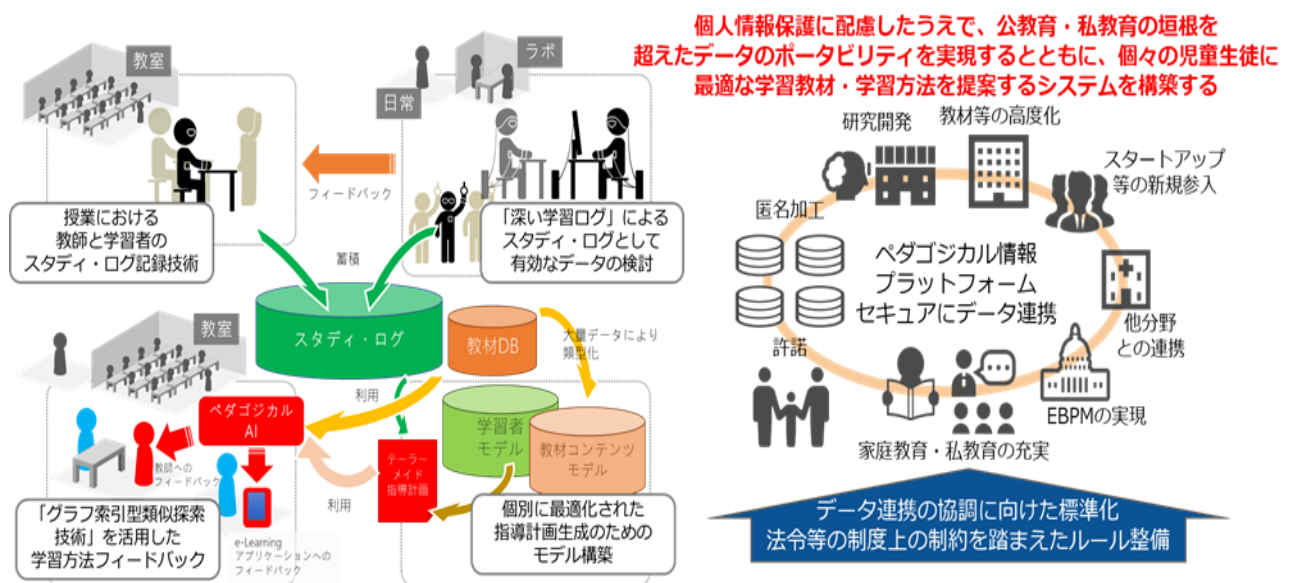 個人情報保護に配慮したうえで、公教育・私教育の垣根を
超えたデータのポータビリティを実現するとともに、個々の児童生徒に
最適な学習教材・学習方法を提案するシステムを構築する
教室
ラボ
日常
フィードバック
授業における
教師と学習者の
スタディ・ログ記録技術
「深い学習ログ」による
スタディ・ログとして
有効なデータの検討
蓄積
スタディ・ログ
教材DB
大量データにより
類型化
教室
利用
ペダゴジカル
AI
学習者
モデル
教材コンテンツ
モデル
テーラー
メイド
指導計画
教師への
フィードバック
利用
「グラフ索引型類似探索
技術」を活用した
学習方法フィードバック
e-Learning
アプリケーションへの
フィードバック
個別に最適化された
指導計画生成のための
モデル構築
研究開発
教材等の高度化
スタートアップ
等の新規参入
匿名加工
ペダゴジカル情報
プラットフォーム
セキュアにデータ連携
他分野
との連携
許諾
EBPMの実現
家庭教育・私教育の充実
データ連携の協調に向けた標準化
法令等の制度上の制約を踏まえたルール整備